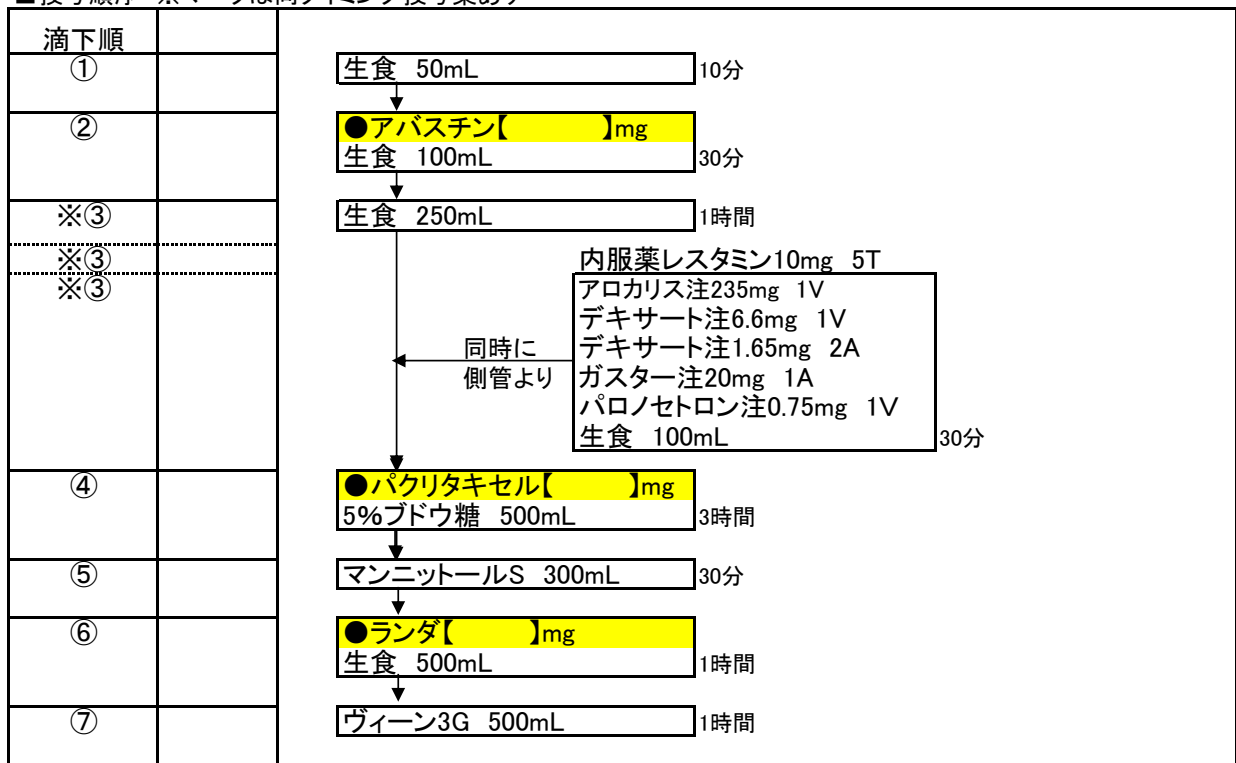 滴下順
① 生食 50mL 10分
② ●アバスチン【 】mg
生食 100mL 30分
※③ 生食 250mL 1時間
※③ 内服薬レスタミン10mg 5T
※③ アロカリス注235mg 1V
デキサート注6.6mg 1V
同時に デキサート注1.65mg 2A
側管より ガスター注20mg 1A
パロノセトロン注0.75mg 1V
生食 100mL 30分
④ ●パクリタキセル【 】mg
5%ブドウ糖 500mL 3時間
⑤ マンニットールS 300mL 30分
⑥ ●ランダ【 】mg
生食 500mL 1時間
⑦ ヴィーン3G 500mL 1時間